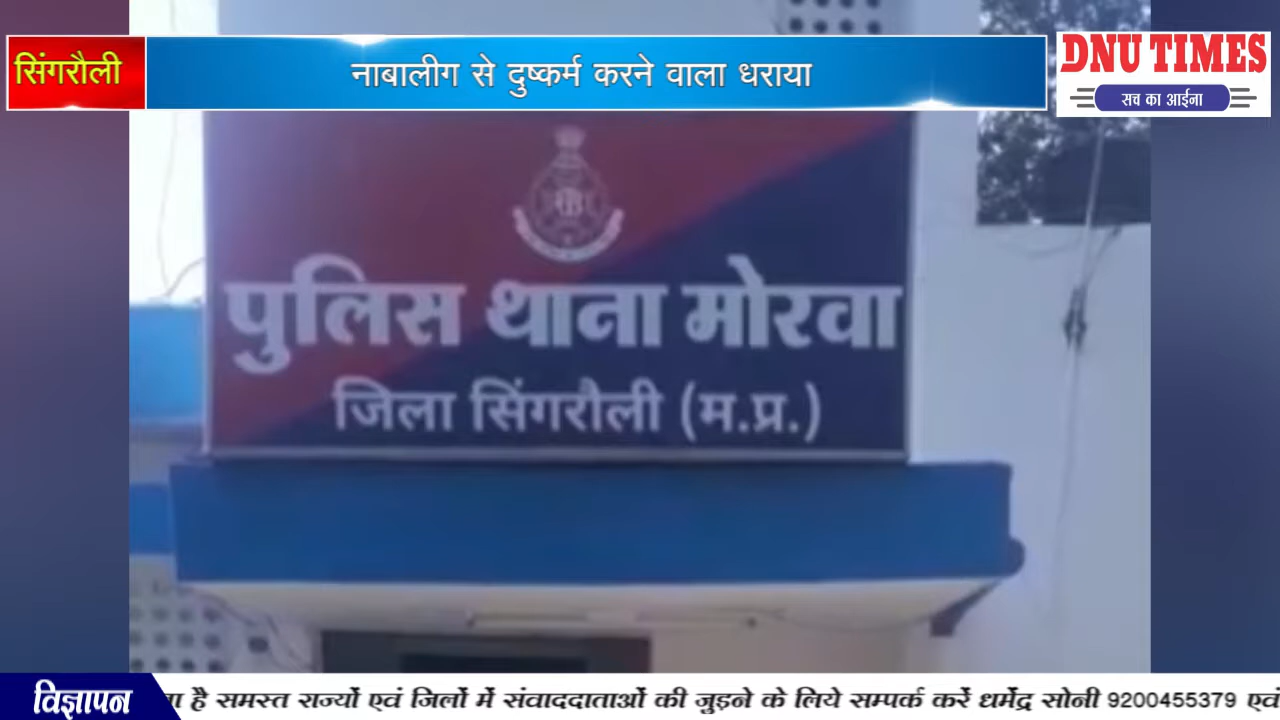 सिंगरौली
नाबालीग से दुष्कर्म करने वाला धराया
DNU TIMES
सच का आईना
पुलिस थाना मोरवा
जिला सिंगरौली (म.प्र.)
विज्ञापन
है समस्त राज्यों एवं जिलों में संवाददाताओं की जुड़ने के लिये सम्पर्क करें धर्मेंद्र सोनी 9200455379 एवं